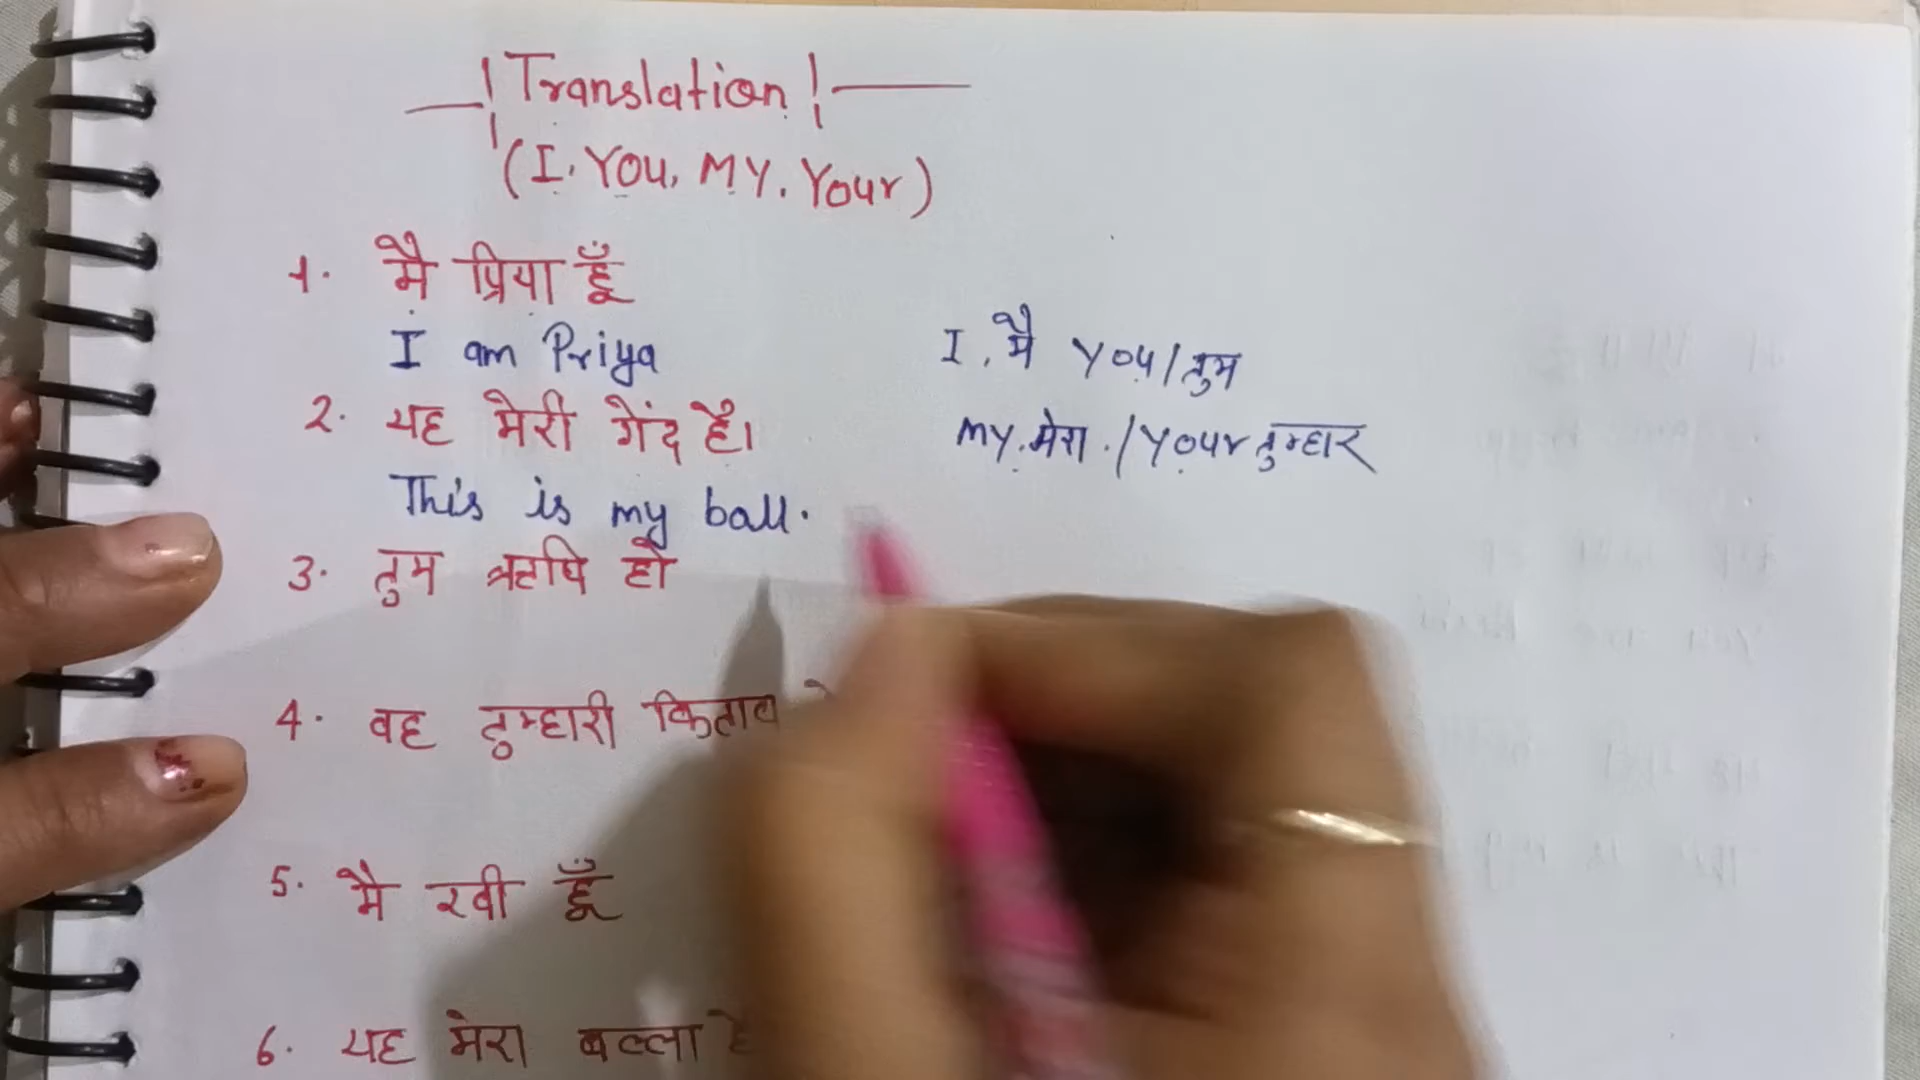 Translation
(I, You, My, Your)
1. मै प्रिया हूँ
I am Priya
I, मै You/तुम
2. यह मेरी गेंद है।
my.मेरा./Your तुम्हार
This is my ball.
3. तुम ऋषि हो
4. वह तुम्हारी किताब
5. मै रवी हूँ
6. यह मेरा बल्ला है